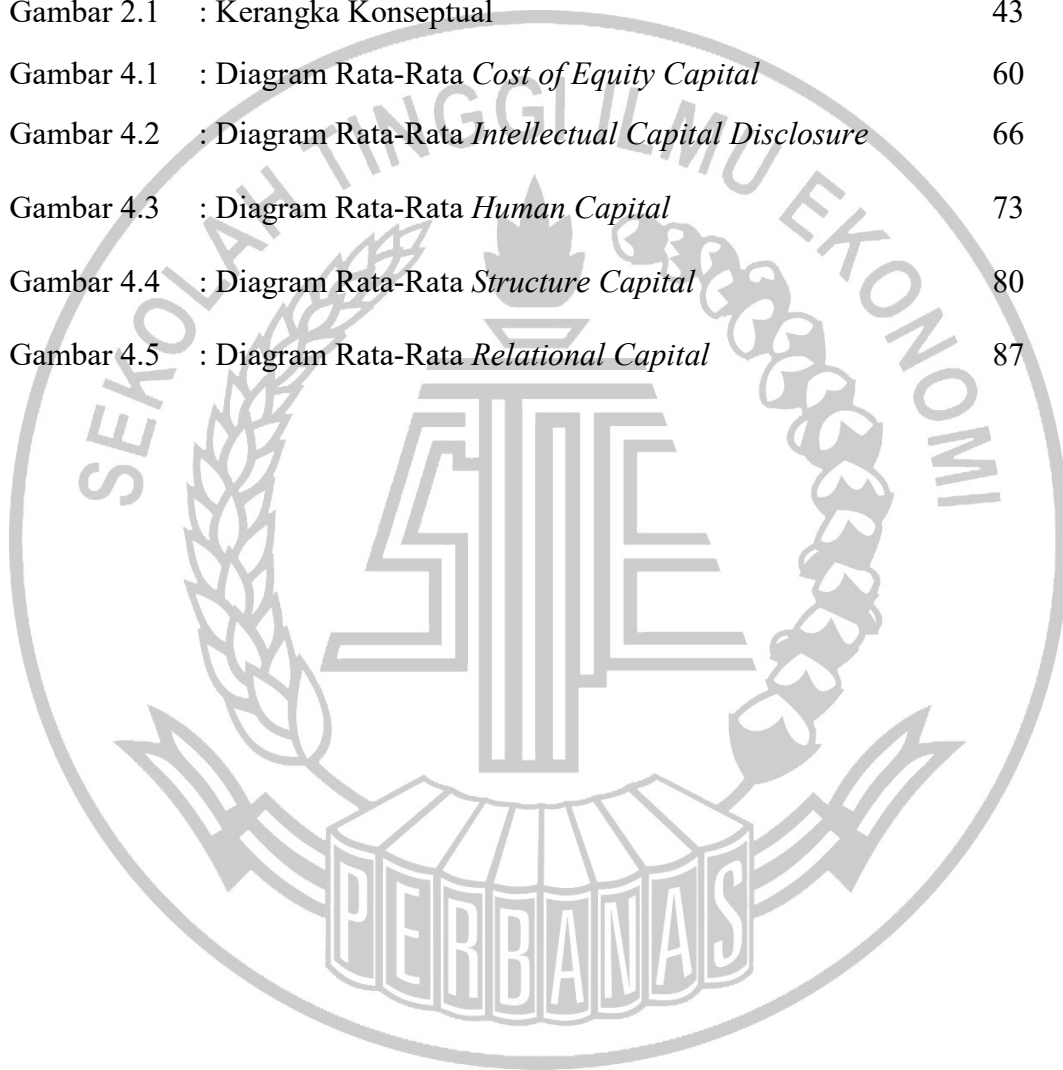 Gambar 2.1 : Kerangka Konseptual 43
Gambar 4.1 : Diagram Rata-Rata Cost of Equity Capital 60
Gambar 4.2 : Diagram Rata-Rata Intellectual Capital Disclosure 66
Gambar 4.3 : Diagram Rata-Rata Human Capital 73
Gambar 4.4 : Diagram Rata-Rata Structure Capital 80
Gambar 4.5 : Diagram Rata-Rata Relational Capital 87
SEKOLAH TINGGI ILMU EKONOMI
STIE
PERBANAS